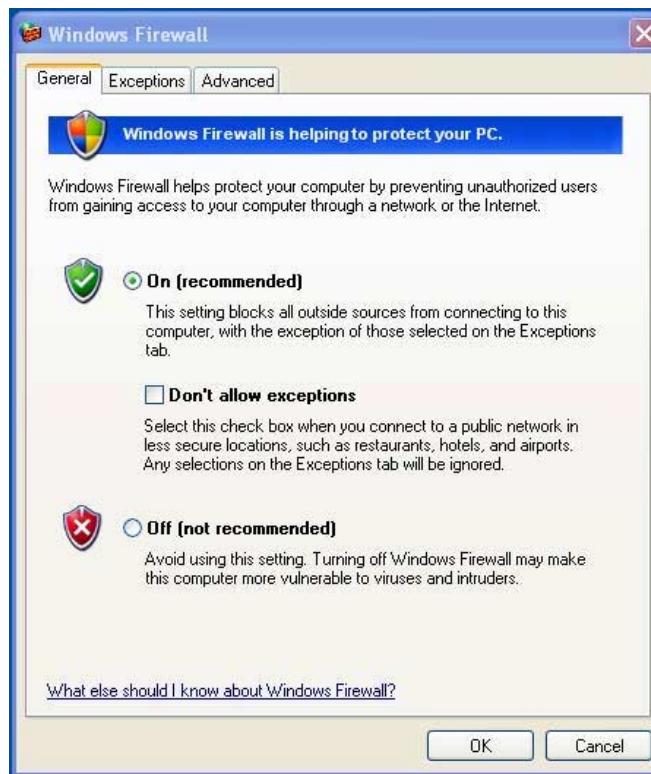 Windows Firewall
General Exceptions Advanced
Windows Firewall is helping to protect your PC.
Windows Firewall helps protect your computer by preventing unauthorized users
from gaining access to your computer through a network or the Internet.
On (recommended)
This setting blocks all outside sources from connecting to this
computer, with the exception of those selected on the Exceptions
tab.
Don't allow exceptions
Select this check box when you connect to a public network in
less secure locations, such as restaurants, hotels, and airports.
Any selections on the Exceptions tab will be ignored.
Off (not recommended)
Avoid using this setting. Turning off Windows Firewall may make
this computer more vulnerable to viruses and intruders.
What else should I know about Windows Firewall?
OK Cancel